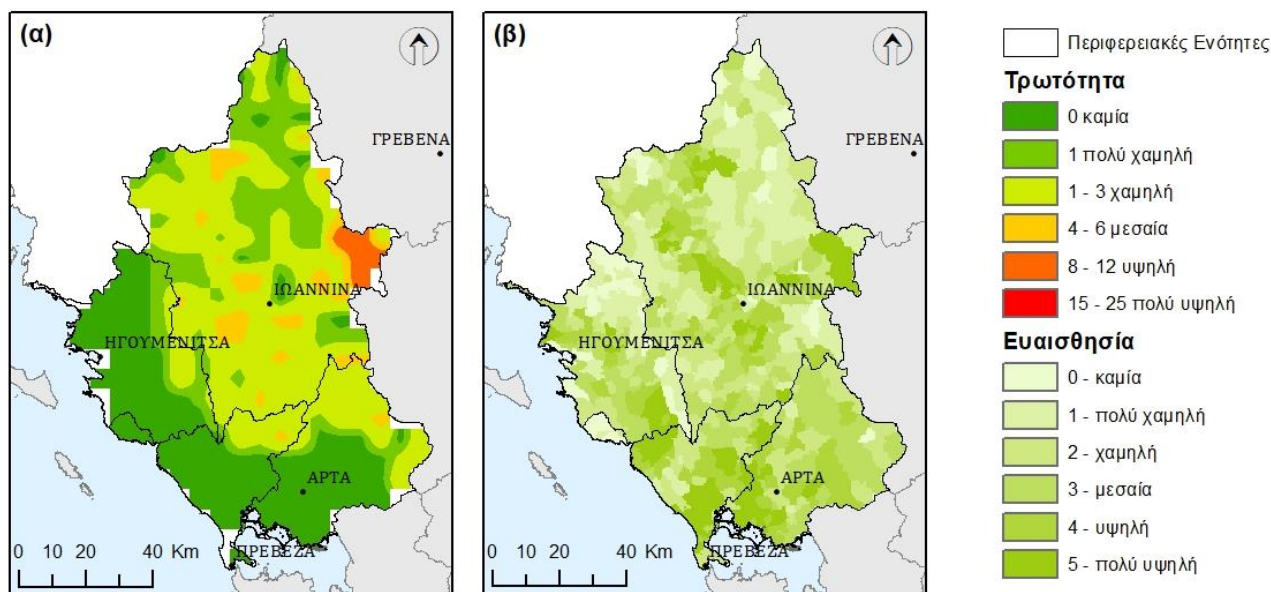 (α)
ΓΡΕΒΕΝΑ
ΙΩΑΝΝΙΝΑ
ΗΓΟΥΜΕΝΙΤΣΑ
ΑΡΤΑ
ΠΡΕΒΕΖΑ
0 10 20 40 Km
(β)
ΓΡΕΒΕΝΑ
ΙΩΑΝΝΙΝΑ
ΗΓΟΥΜΕΝΙΤΣΑ
ΑΡΤΑ
ΠΡΕΒΕΖΑ
0 10 20 40 Km
Περιφερειακές Ενότητες
Τρωτότητα
0 καμία
1 πολύ χαμηλή
1 - 3 χαμηλή
4 - 6 μεσαία
8 - 12 υψηλή
15 - 25 πολύ υψηλή
Ευαισθησία
0 - καμία
1 - πολύ χαμηλή
2 - χαμηλή
3 - μεσαία
4 - υψηλή
5 - πολύ υψηλή